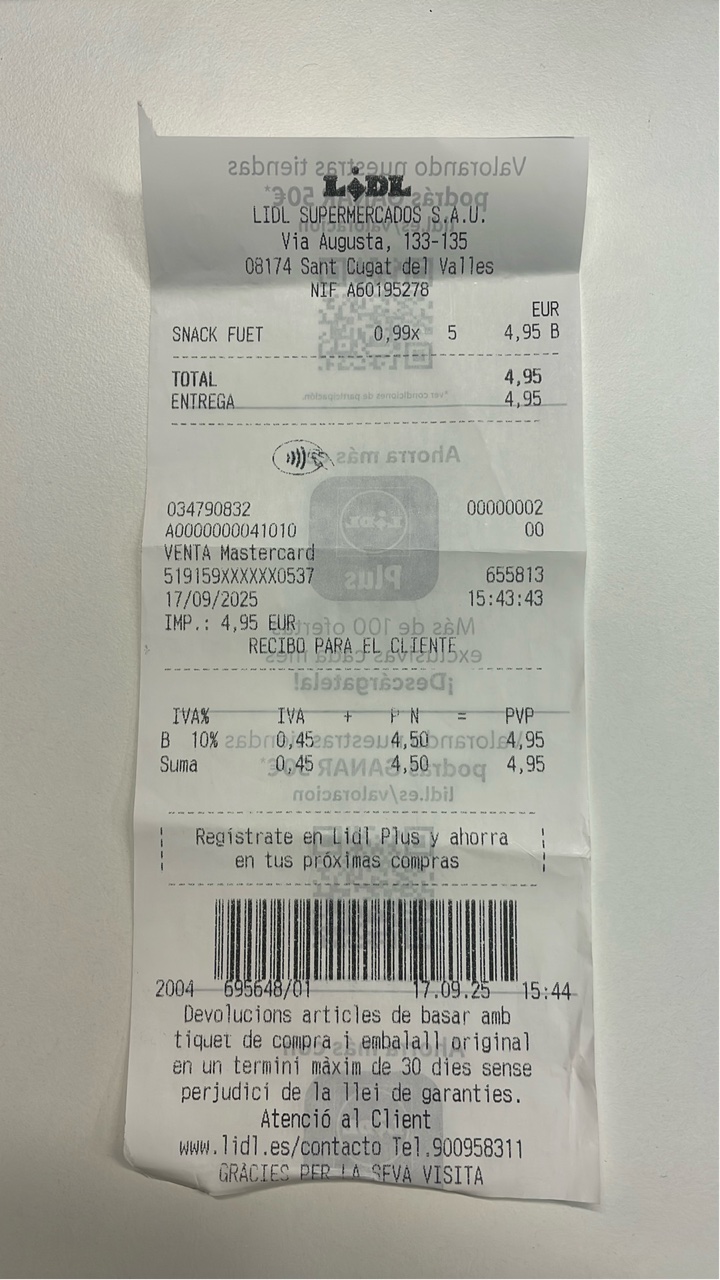 LIDL
LIDL SUPERMERCADOS S.A.U.
Via Augusta, 133-135
08174 Sant Cugat del Valles
NIF A60195278
EUR
SNACK FUET 0,99x 5 4,95 B
TOTAL 4,95
ENTREGA 4,95
034790832 00000002
A0000000041010 00
VENTA Mastercard
519159XXXXXX0537 655813
17/09/2025 15:43:43
IMP.: 4,95 EUR
RECIBO PARA EL CLIENTE
IVA% IVA + P N = PVP
B 10% 0,45 4,50 4,95
Suma 0,45 4,50 4,95
Regístrate en Lidl Plus y ahorra
en tus próximas compras
2004 695648/01 17.09.25 15:44
Devolucions articles de basar amb
tiquet de compra i embalall original
en un termini màxim de 30 dies sense
perjudici de la llei de garanties.
Atenció al Client
www.lidl.es/contacto Tel.900958311
GRÀCIES PER LA SEVA VISITA